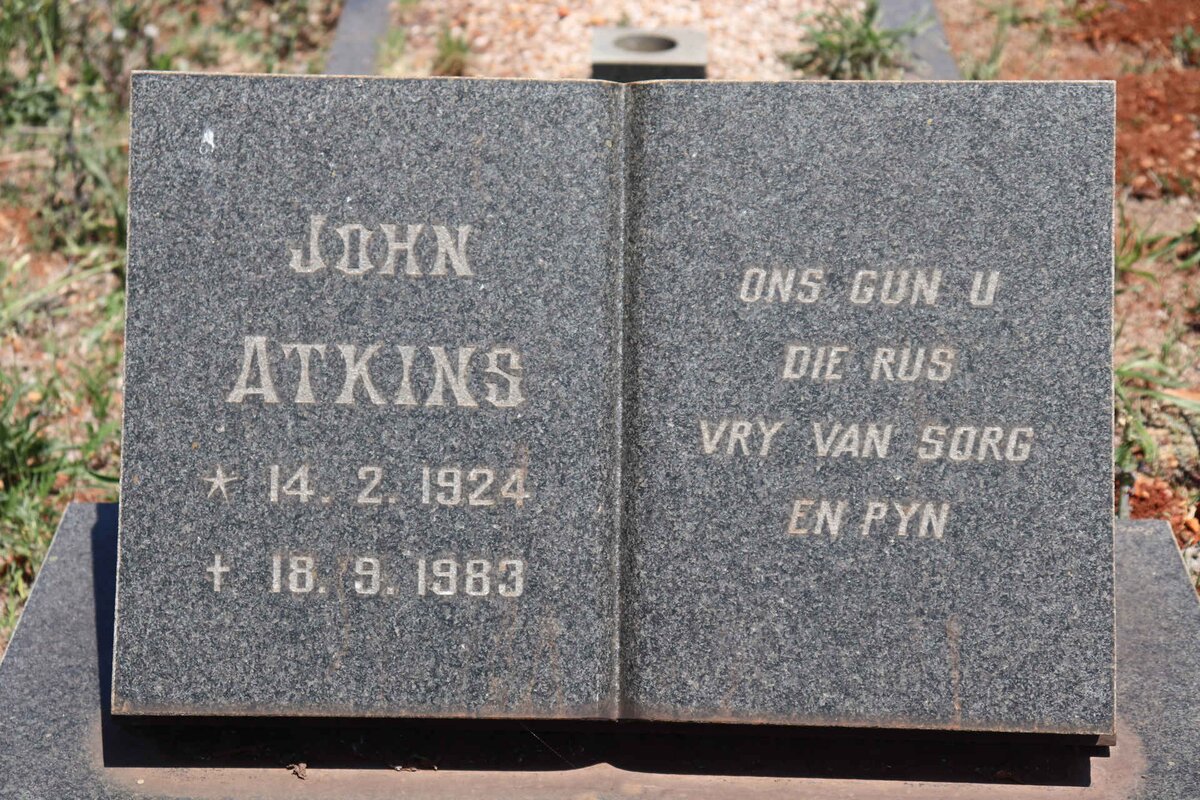 JOHN
ATKINS
* 14. 2. 1924
† 18. 9. 1983
ONS GUN U
DIE RUS
VRY VAN SORG
EN PYN